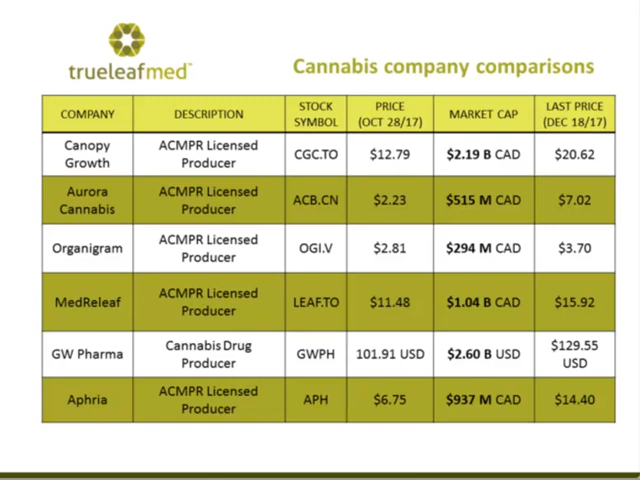 trueleafmed™
Cannabis company comparisons
COMPANY
DESCRIPTION
STOCK
SYMBOL
PRICE
(OCT 28/17)
MARKET CAP
LAST PRICE
(DEC 18/17)
Canopy
Growth
ACMPR Licensed
Producer
CGC.TO
$12.79
$2.19 B CAD
$20.62
Aurora
Cannabis
ACMPR Licensed
Producer
ACB.CN
$2.23
$515 M CAD
$7.02
Organigram
ACMPR Licensed
Producer
OGI.V
$2.81
$294 M CAD
$3.70
MedReleaf
ACMPR Licensed
Producer
LEAF.TO
$11.48
$1.04 B CAD
$15.92
GW Pharma
Cannabis Drug
Producer
GWPH
101.91 USD
$2.60 B USD
$129.55
USD
Aphria
ACMPR Licensed
Producer
APH
$6.75
$937 M CAD
$14.40